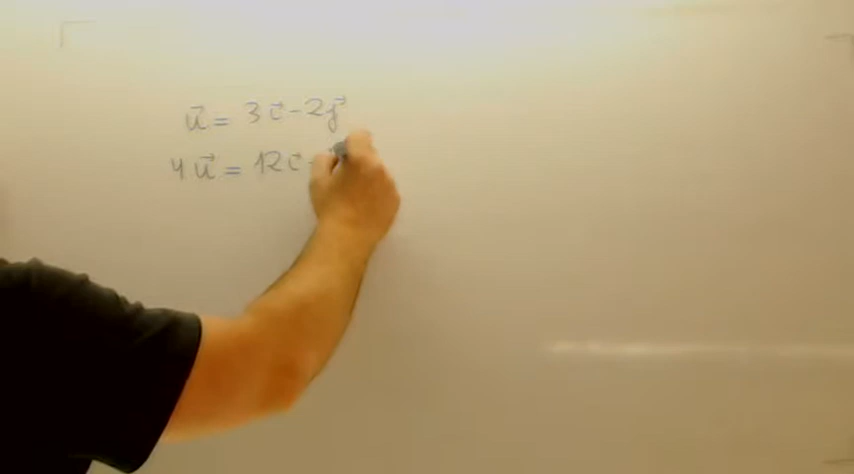 u⃗ = 3i⃗ - 2j⃗
4u⃗ = 12i⃗ -